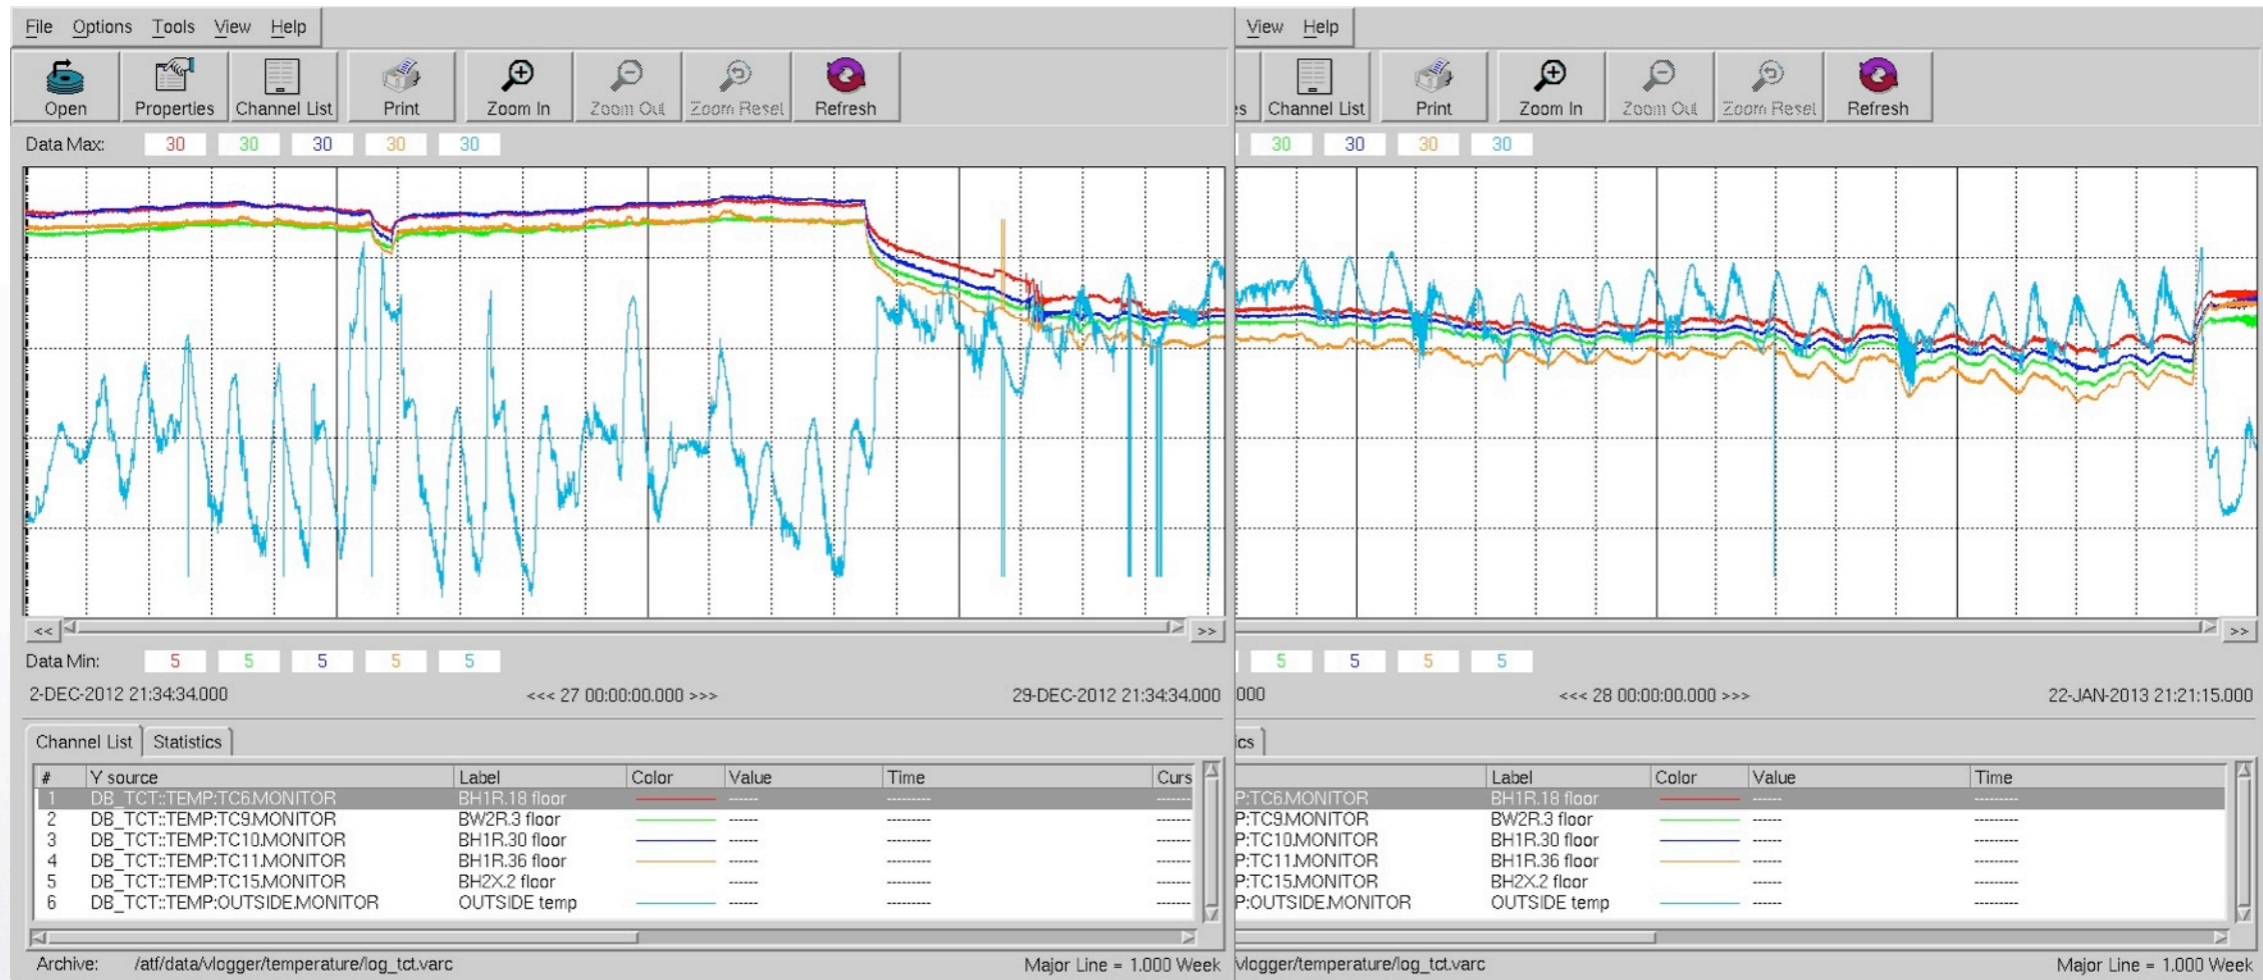 File Options Tools View Help
Open Properties Channel List Print Zoom In Zoom Out Zoom Reset Refresh
Data Max: 30 30 30 30 30
<< >>
Data Min: 5 5 5 5 5
2-DEC-2012 21:34:34.000 <<< 27 00:00:00.000 >>> 29-DEC-2012 21:34:34.000
Channel List Statistics
# Y source Label Color Value Time Curs
1 DB_TCT::TEMP:TC6.MONITOR BH1R.18 floor ------ --------- ------
2 DB_TCT::TEMP:TC9.MONITOR BW2R.3 floor ------ --------- ------
3 DB_TCT::TEMP:TC10.MONITOR BH1R.30 floor ------ --------- ------
4 DB_TCT::TEMP:TC11.MONITOR BH1R.36 floor ------ --------- ------
5 DB_TCT::TEMP:TC15.MONITOR BH2X.2 floor ------ --------- ------
6 DB_TCT::TEMP:OUTSIDE.MONITOR OUTSIDE temp ------ --------- ------
Archive: /atf/data/vlogger/temperature/log_tct.varc Major Line = 1.000 Week
View Help
s Channel List Print Zoom In Zoom Out Zoom Reset Refresh
30 30 30 30
>>
5 5 5 5
000 <<< 28 00:00:00.000 >>> 22-JAN-2013 21:21:15.000
ics
Label Color Value Time
P:TC6.MONITOR BH1R.18 floor ------ ---------
P:TC9.MONITOR BW2R.3 floor ------ ---------
P:TC10.MONITOR BH1R.30 floor ------ ---------
P:TC11.MONITOR BH1R.36 floor ------ ---------
P:TC15.MONITOR BH2X.2 floor ------ ---------
P:OUTSIDE.MONITOR OUTSIDE temp ------ ---------
vlogger/temperature/log_tct.varc Major Line = 1.000 Week